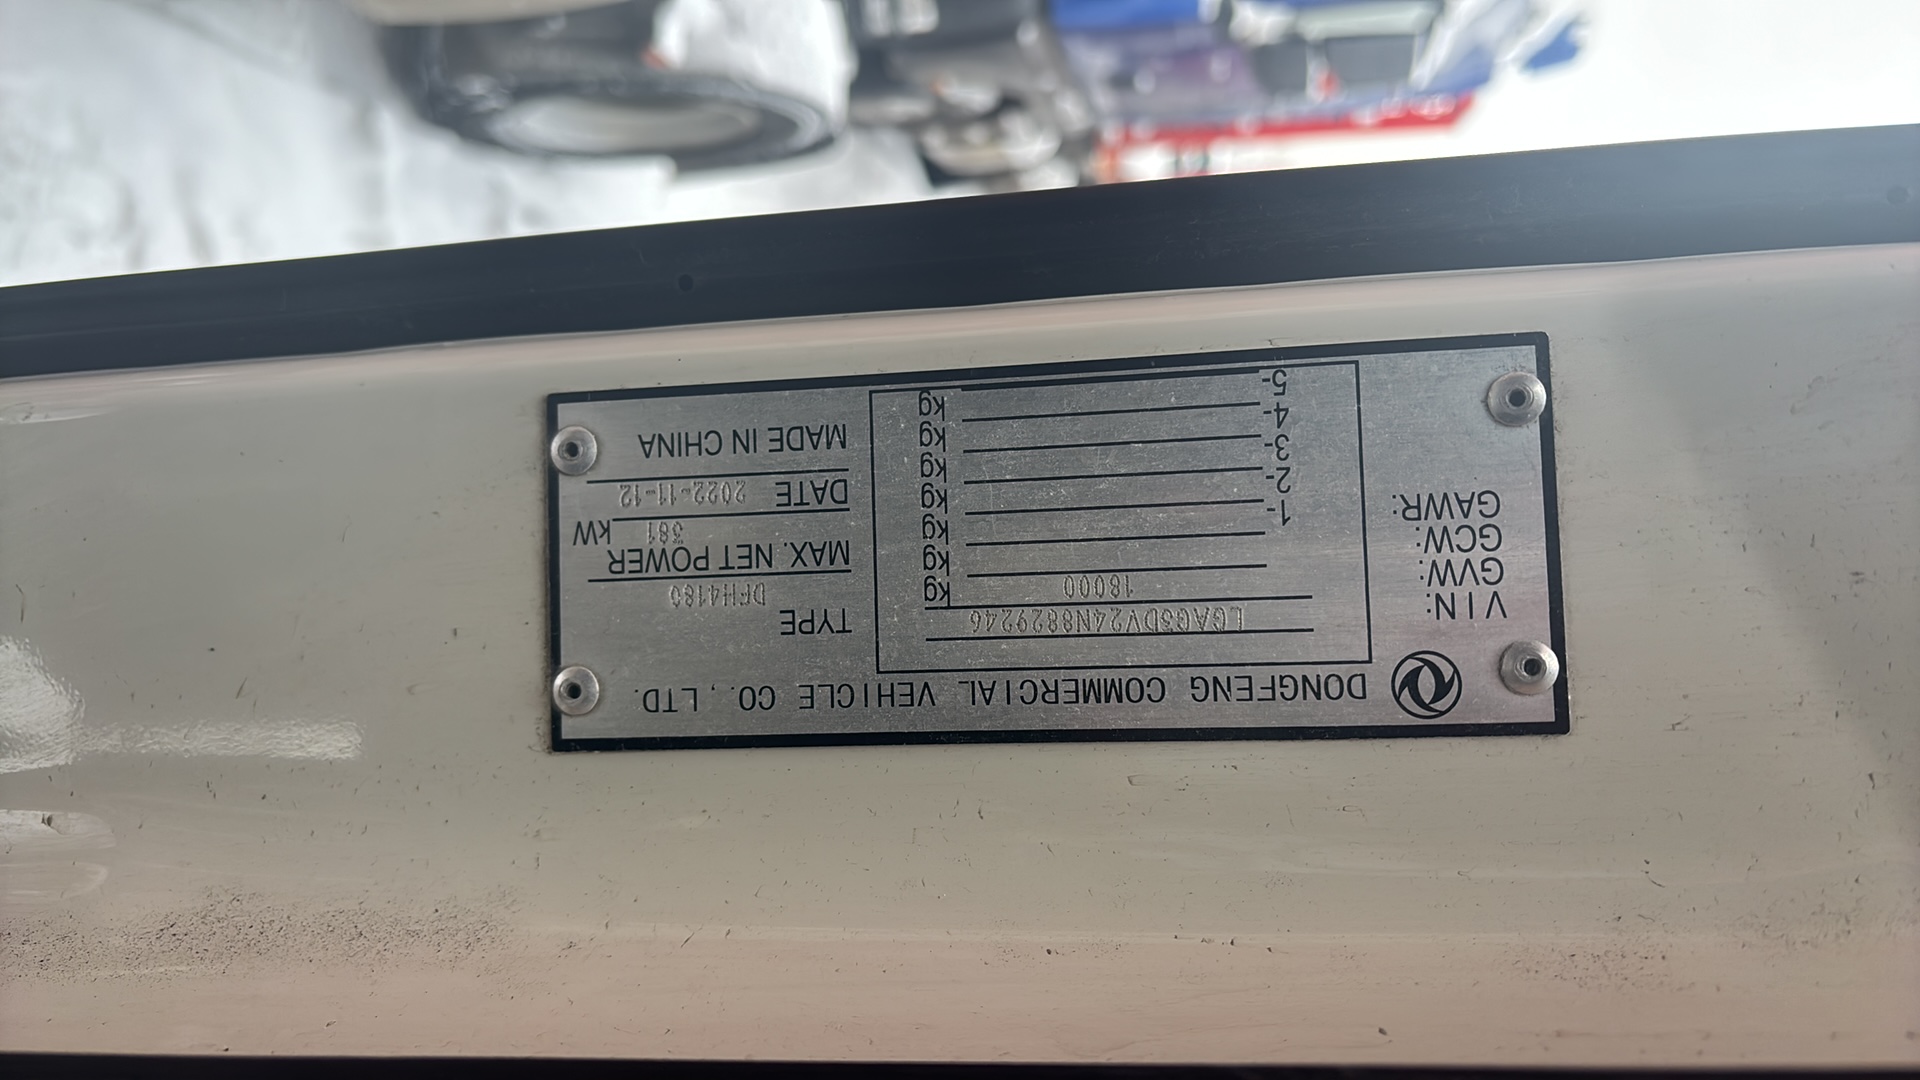 DONGFENG COMMERCIAL VEHICLE CO., LTD.
VIN: LGAG3DV24N8829246
GVW: 18000 kg
GCW: kg
GAWR: 1- kg
2- kg
3- kg
4- kg
5- kg
TYPE
DFH4180
MAX. NET POWER
381 kW
DATE 2022-11-12
MADE IN CHINA